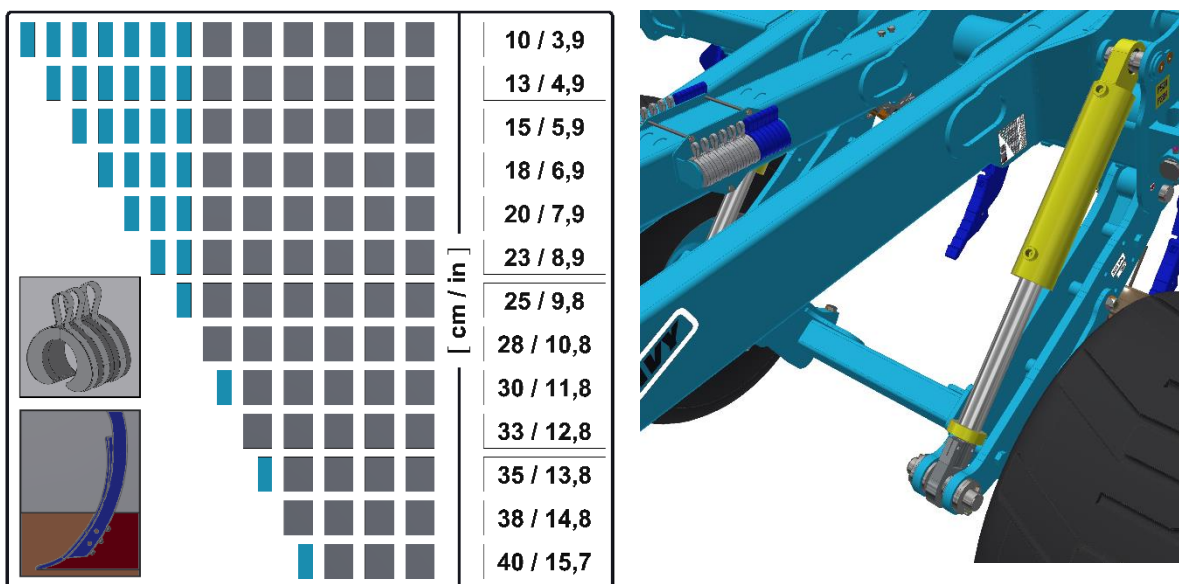 10 / 3,9
13 / 4,9
15 / 5,9
18 / 6,9
20 / 7,9
23 / 8,9
25 / 9,8
28 / 10,8
30 / 11,8
33 / 12,8
35 / 13,8
38 / 14,8
40 / 15,7
[ cm / in ]